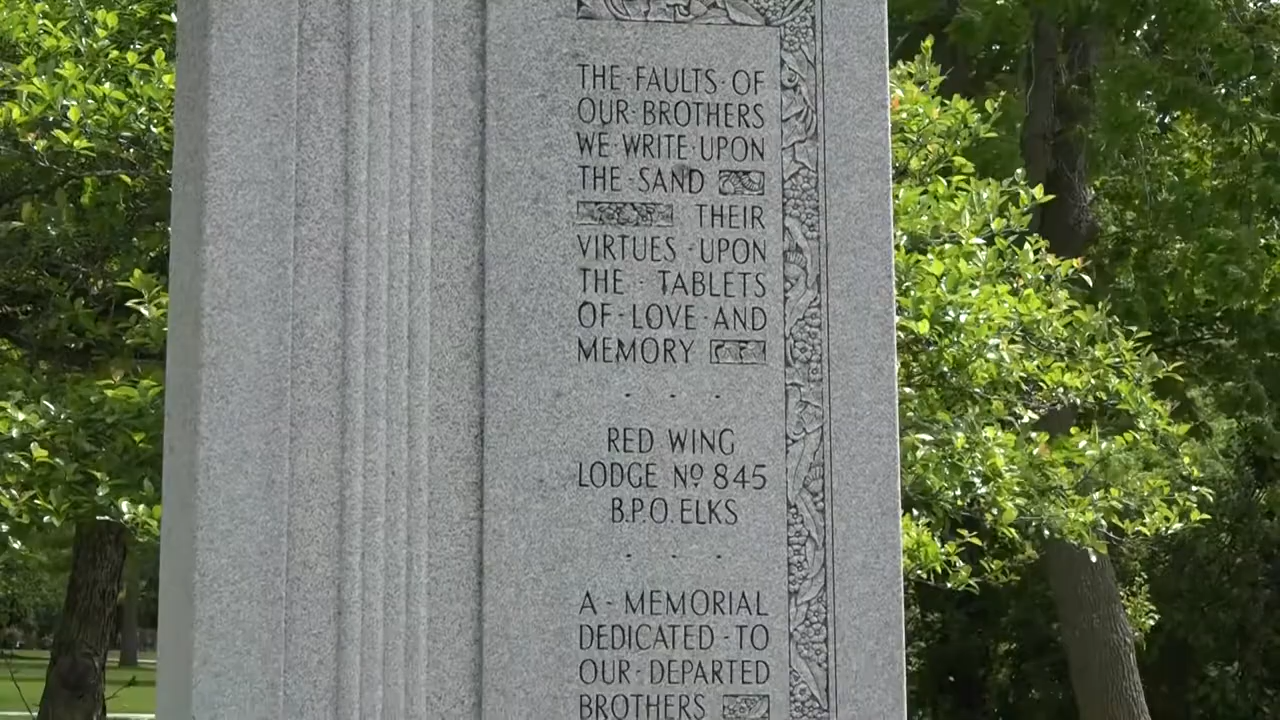 THE·FAULTS·OF
OUR·BROTHERS
WE·WRITE·UPON
THE·SAND
THEIR
VIRTUES·UPON
THE·TABLETS
OF·LOVE·AND
MEMORY
RED WING
LODGE Nº 845
B.P.O. ELKS
A·MEMORIAL
DEDICATED·TO
OUR·DEPARTED
BROTHERS